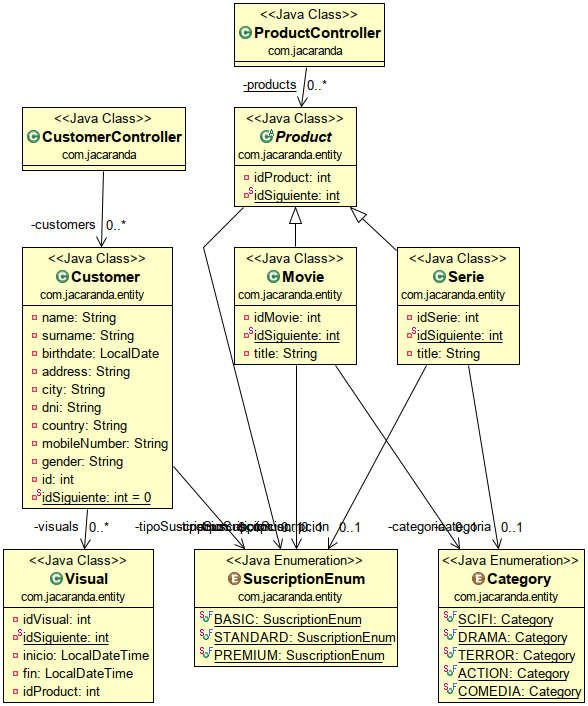 <<Java Class>>
ProductController
com.jacaranda
-products
0..*
<<Java Class>>
CustomerController
com.jacaranda
<<Java Class>>
Product
com.jacaranda.entity
idProduct: int
idSiguiente: int
-customers
0..*
<<Java Class>>
Customer
com.jacaranda.entity
name: String
surname: String
birthdate: LocalDate
address: String
city: String
dni: String
country: String
mobileNumber: String
gender: String
id: int
idSiguiente: int = 0
<<Java Class>>
Movie
com.jacaranda.entity
idMovie: int
idSiguiente: int
title: String
<<Java Class>>
Serie
com.jacaranda.entity
idSerie: int
idSiguiente: int
title: String
-visuals
0..*
0..1
0..1
0..1
<<Java Class>>
Visual
com.jacaranda.entity
idVisual: int
idSiguiente: int
inicio: LocalDateTime
fin: LocalDateTime
idProduct: int
<<Java Enumeration>>
SuscriptionEnum
com.jacaranda.entity
BASIC: SuscriptionEnum
STANDARD: SuscriptionEnum
PREMIUM: SuscriptionEnum
<<Java Enumeration>>
Category
com.jacaranda.entity
SCIFI: Category
DRAMA: Category
TERROR: Category
ACTION: Category
COMEDIA: Category